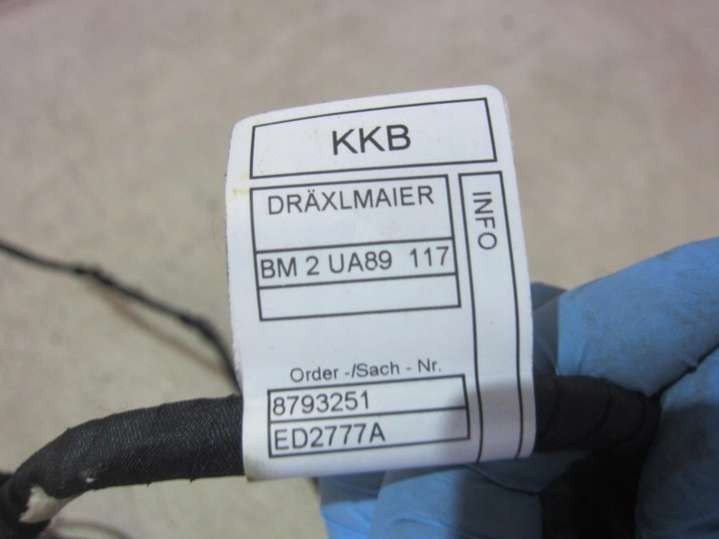 KKB
DRÄXLMAIER
INFO
BM 2 UA89 117
Order -/Sach - Nr.
8793251
ED2777A